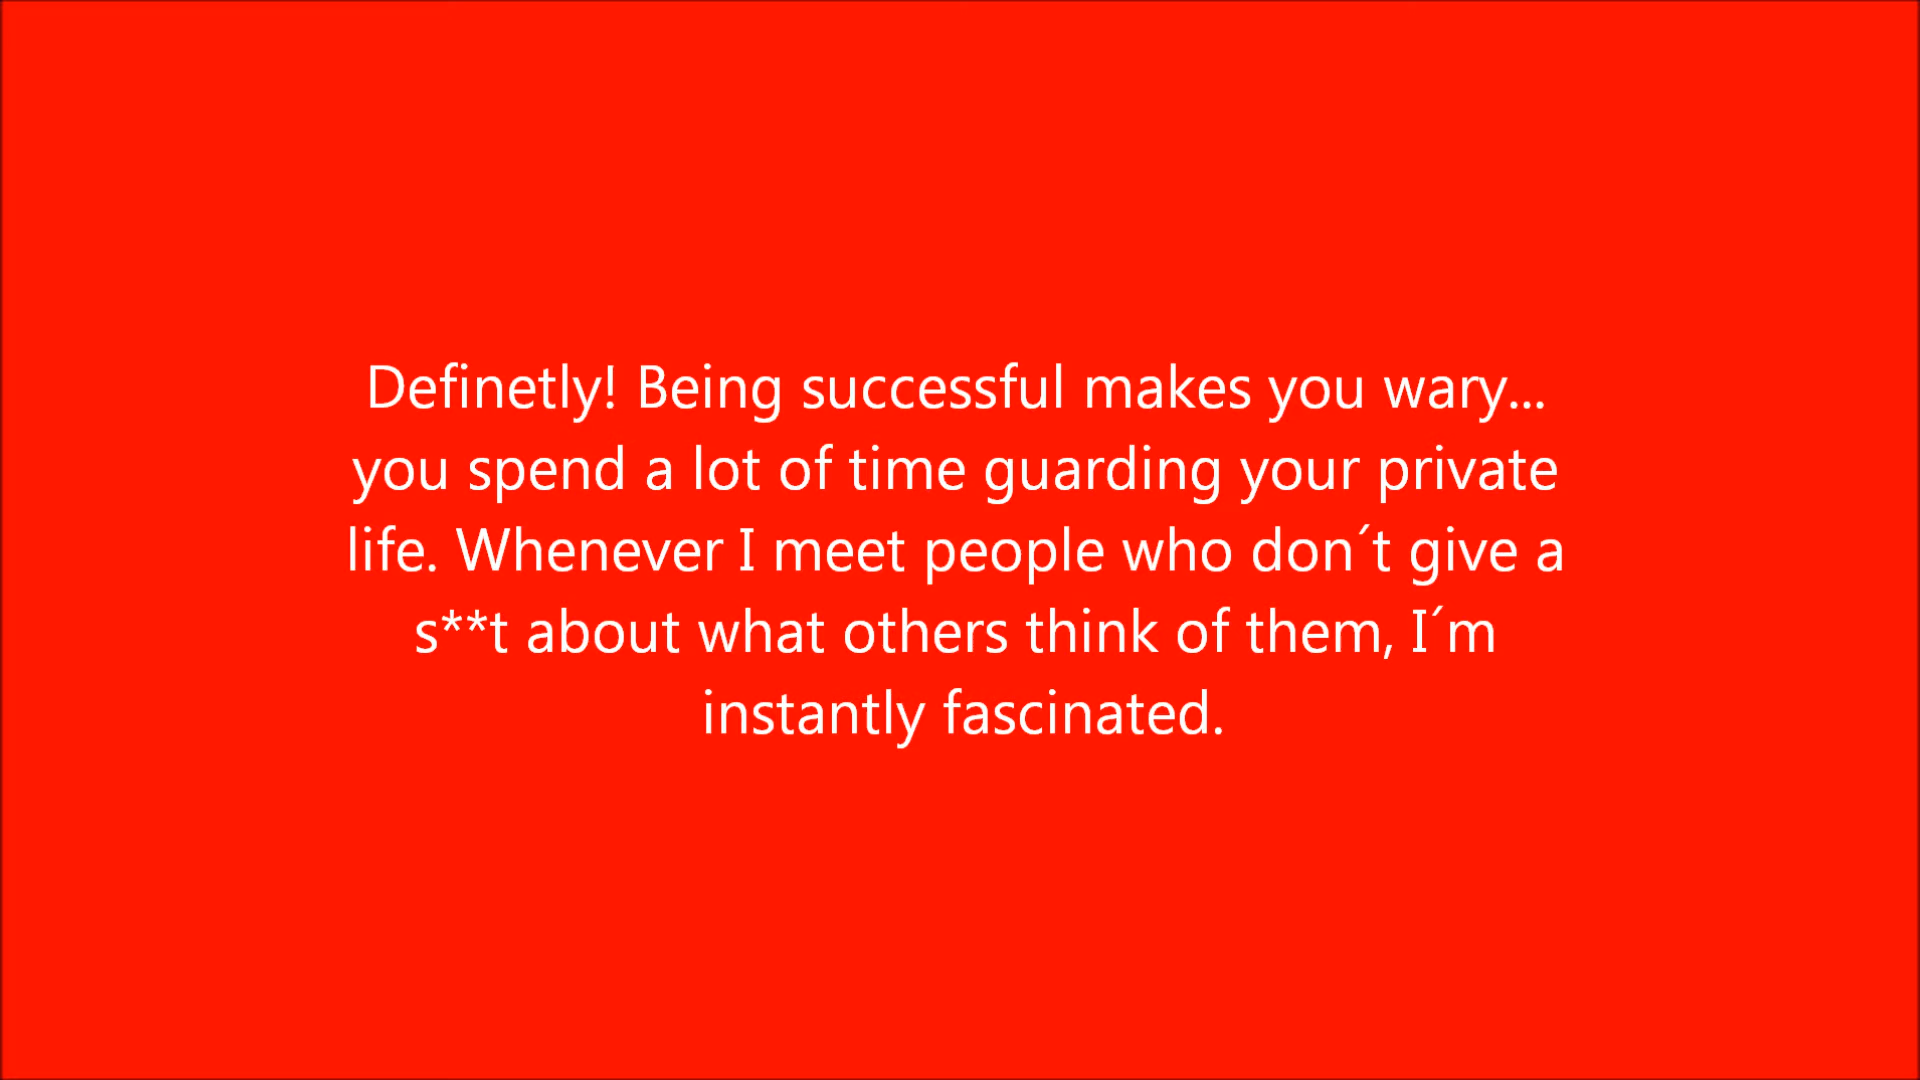 Definetly! Being successful makes you wary...
you spend a lot of time guarding your private
life. Whenever I meet people who don´t give a
s**t about what others think of them, I´m
instantly fascinated.